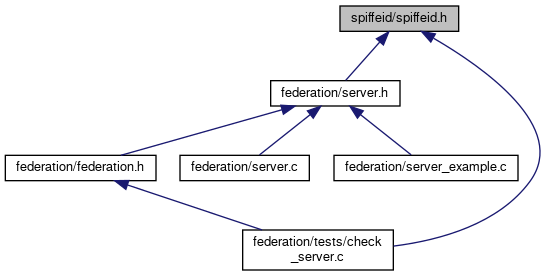 spiffeid/spiffeid.h
federation/server.h
federation/federation.h
federation/server.c
federation/server_example.c
federation/tests/check
_server.c